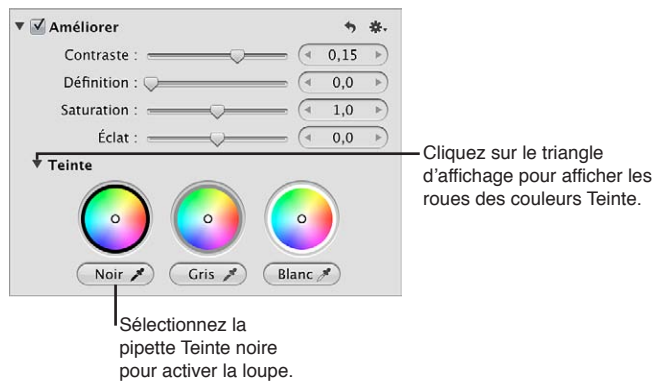 Améliorer
Contraste : 0,15
Définition : 0,0
Saturation : 1,0
Éclat : 0,0
Teinte
Noir Gris Blanc
Cliquez sur le triangle
d'affichage pour afficher les
roues des couleurs Teinte.
Sélectionnez la
pipette Teinte noire
pour activer la loupe.